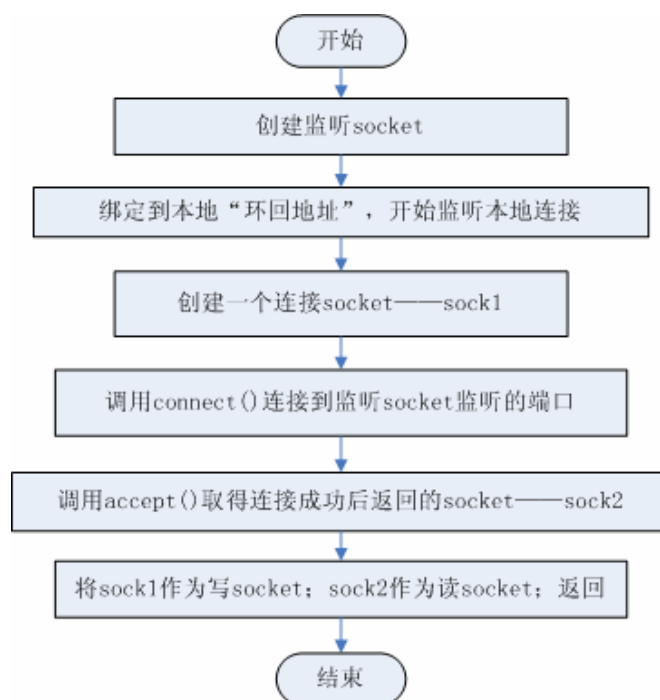 开始
创建监听socket
绑定到本地“环回地址”，开始监听本地连接
创建一个连接socket——sock1
调用connect()连接到监听socket监听的端口
调用accept()取得连接成功后返回的socket——sock2
将sock1作为写socket；sock2作为读socket；返回
结束